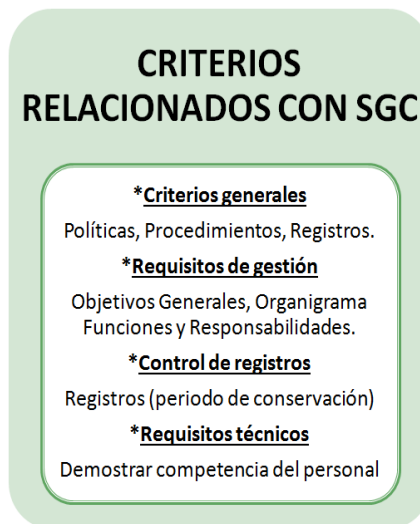 CRITERIOS
RELACIONADOS CON SGC
*Criterios generales
Políticas, Procedimientos, Registros.
*Requisitos de gestión
Objetivos Generales, Organigrama
Funciones y Responsabilidades.
*Control de registros
Registros (periodo de conservación)
*Requisitos técnicos
Demostrar competencia del personal